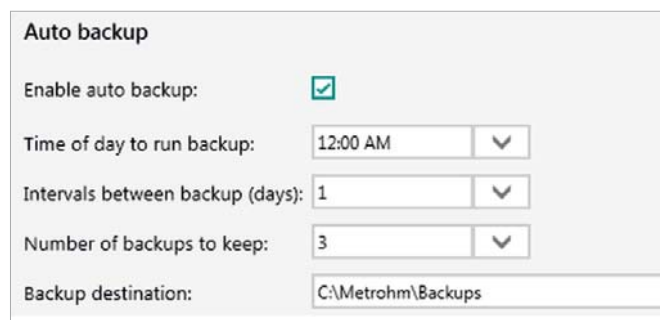 Auto backup
Enable auto backup:
Time of day to run backup: 12:00 AM
Intervals between backup (days): 1
Number of backups to keep: 3
Backup destination: C:\Metrohm\Backups